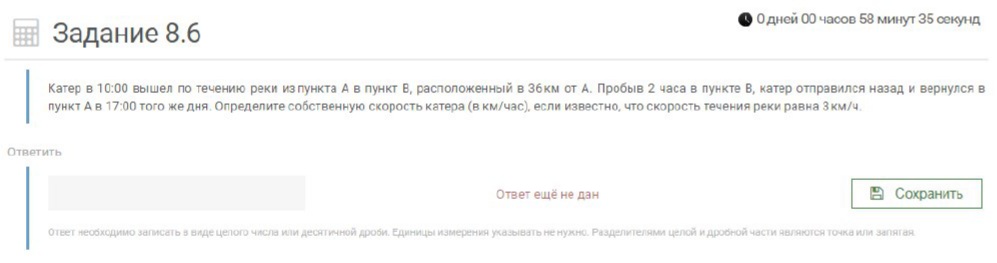 Задание 8.6
0 дней 00 часов 58 минут 35 секунд
Катер в 10:00 вышел по течению реки из пункта А в пункт В, расположенный в 36 км от А. Пробыв 2 часа в пункте В, катер отправился назад и вернулся в
пункт А в 17:00 того же дня. Определите собственную скорость катера (в км/час), если известно, что скорость течения реки равна 3 км/ч.
Ответить
Ответ ещё не дан
Сохранить
Ответ необходимо записать в виде целого числа или десятичной дроби. Единицы измерения указывать не нужно. Разделителями целой и дробной части являются точка или запятая.